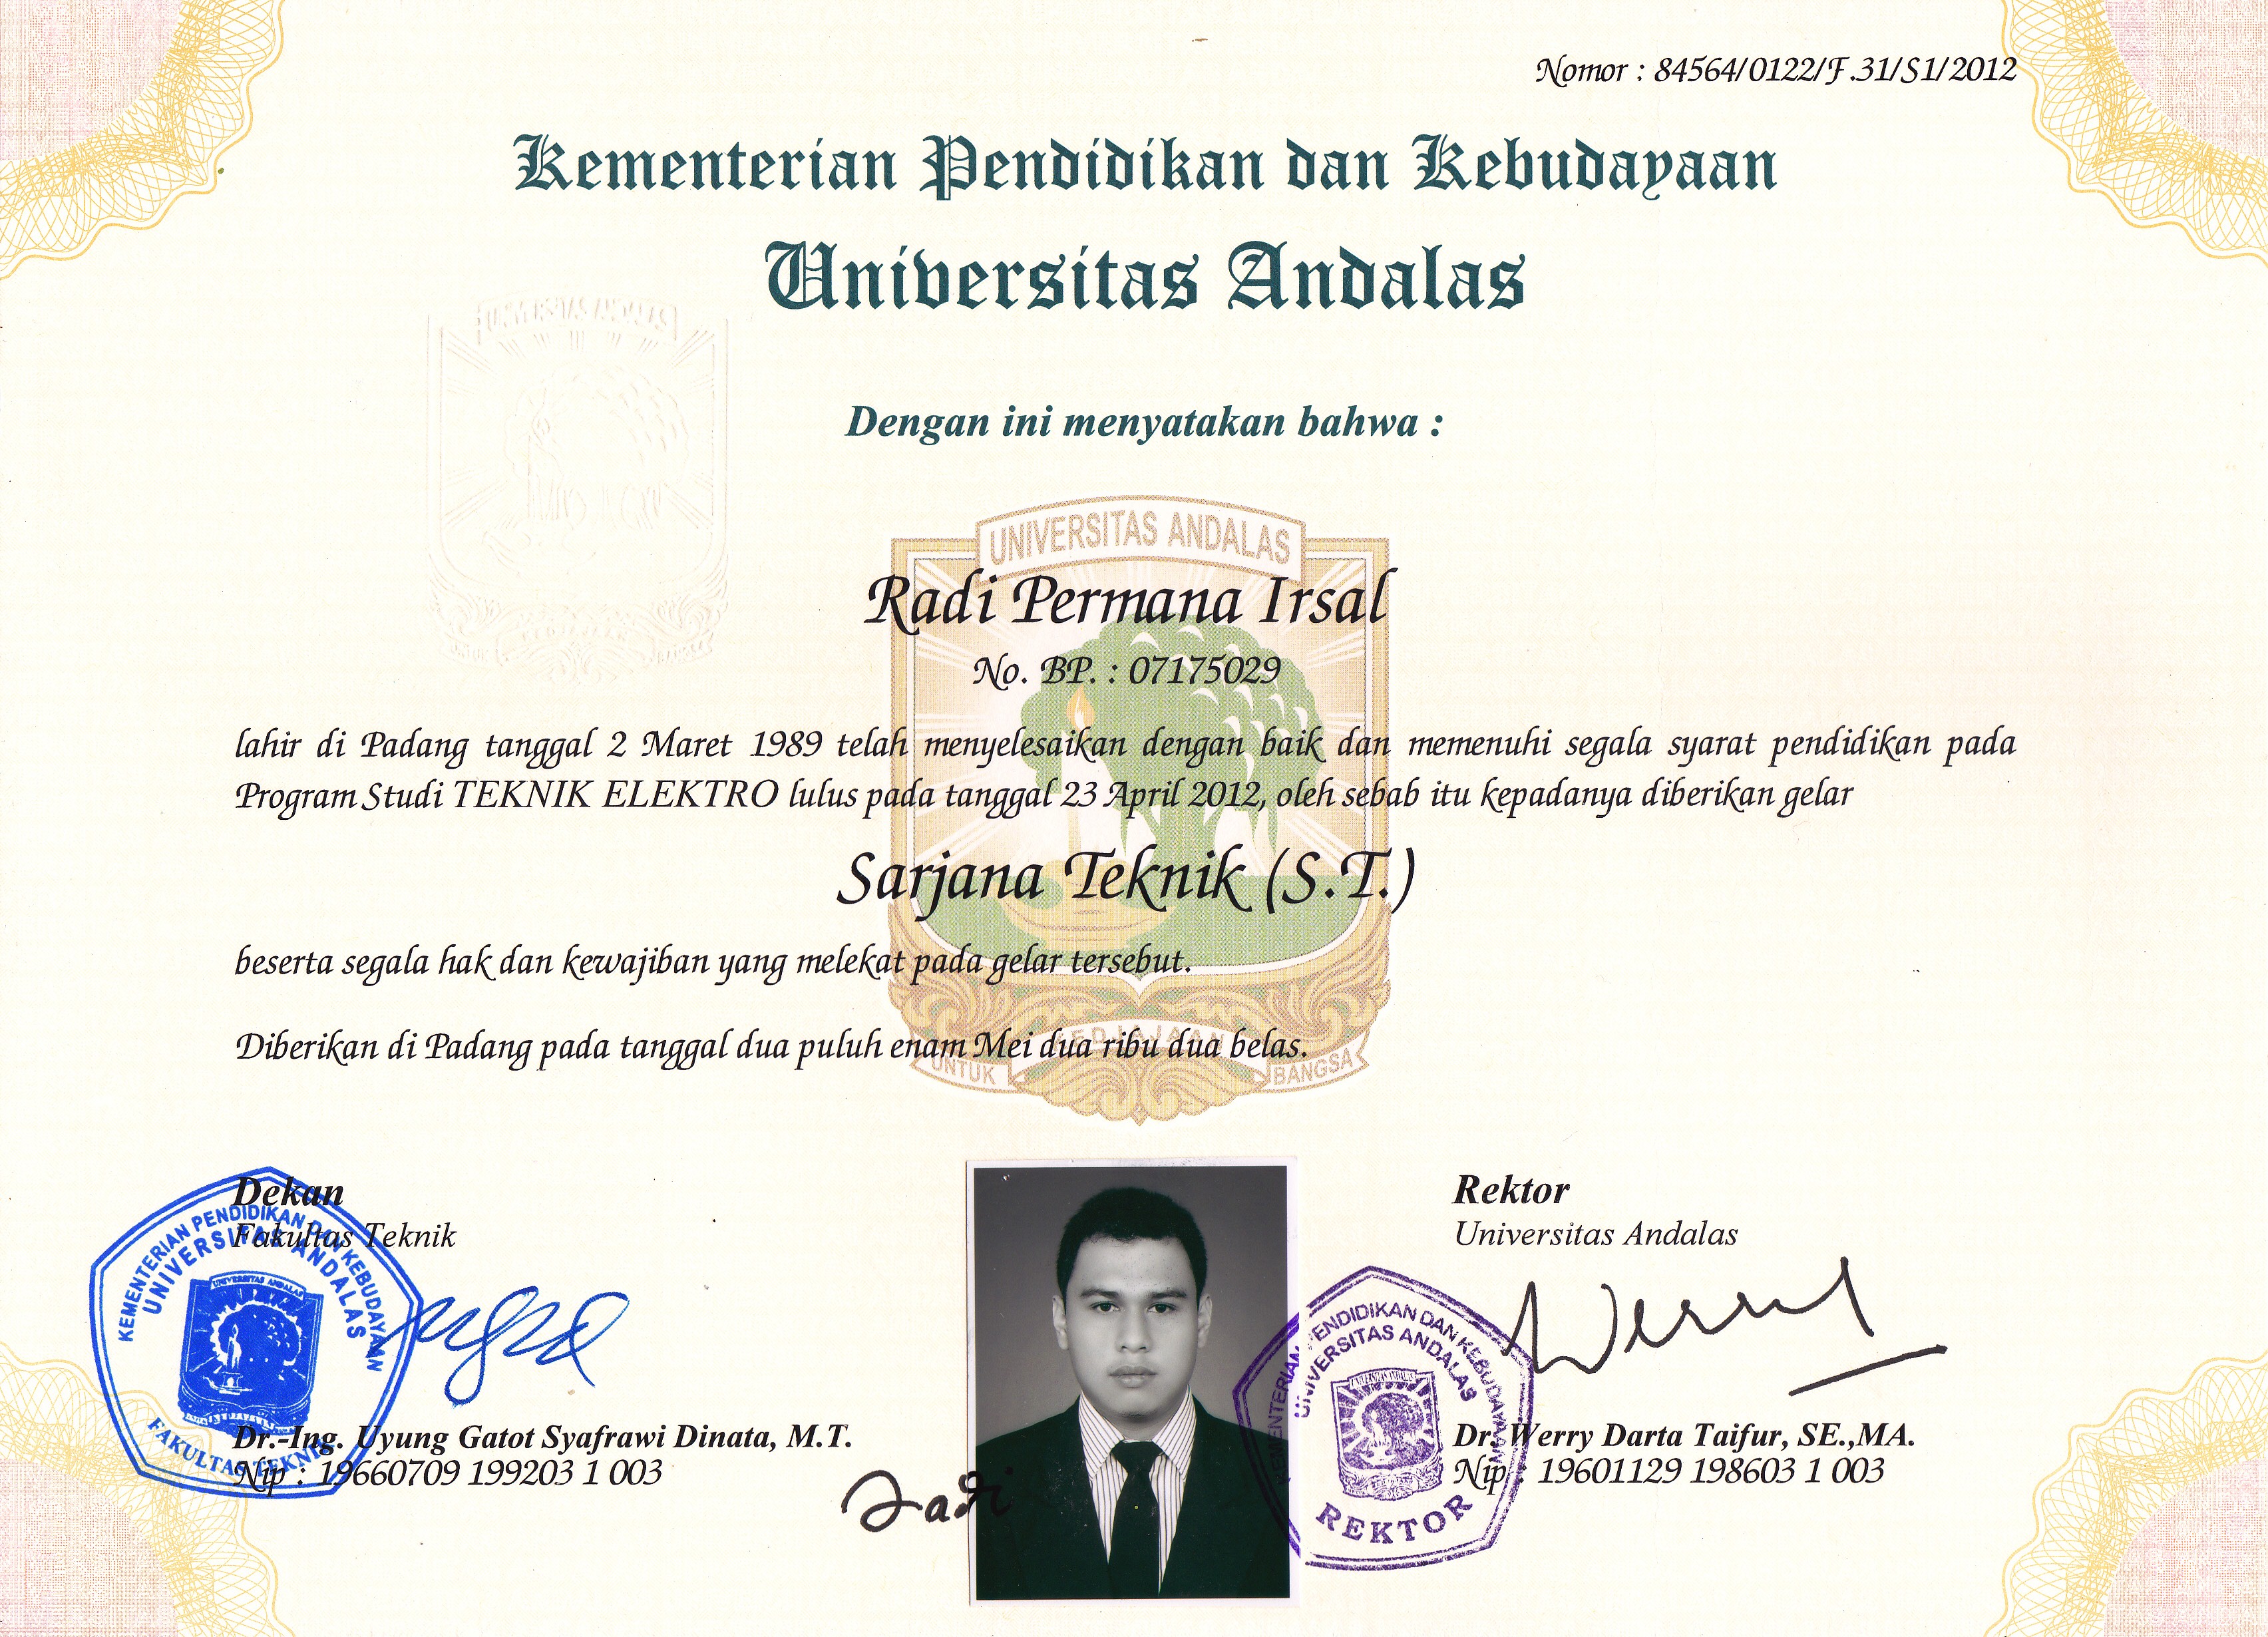 Nomor : 84564/0122/F.31/S1/2012
Kementerian Pendidikan dan Kebudayaan
Universitas Andalas
Dengan ini menyatakan bahwa :
UNIVERSITAS ANDALAS
Radi Permana Irsal
No. BP. : 07175029
lahir di Padang tanggal 2 Maret 1989 telah menyelesaikan dengan baik dan memenuhi segala syarat pendidikan pada
Program Studi TEKNIK ELEKTRO lulus pada tanggal 23 April 2012, oleh sebab itu kepadanya diberikan gelar
Sarjana Teknik (S.T.)
beserta segala hak dan kewajiban yang melekat pada gelar tersebut.
Diberikan di Padang pada tanggal dua puluh enam Mei dua ribu dua belas.
UNTUK KEDJAJAAN BANGSA
Dekan
Fakultas Teknik
KEMENTERIAN PENDIDIKAN DAN KEBUDAYAAN
UNIVERSITAS ANDALAS
UNIVERSITAS ANDALAS
FAKULTAS TEKNIK
Dr.-Ing. Uyung Gatot Syafrawi Dinata, M.T.
Nip : 19660709 199203 1 003
Radi
Rektor
Universitas Andalas
Werry
KEMENTERIAN PENDIDIKAN DAN KEBUDAYAAN
UNIVERSITAS ANDALAS
REKTOR
Dr. Werry Darta Taifur, SE.,MA.
Nip : 19601129 198603 1 003